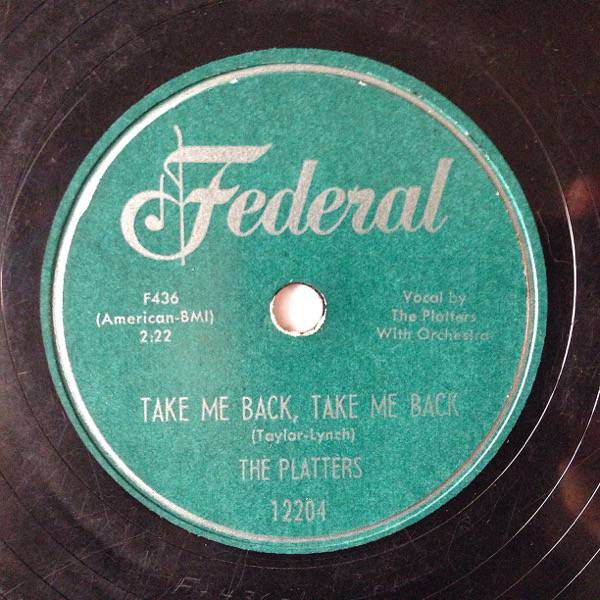 Federal
F436
(American-BMI)
2:22
Vocal by
The Platters
With Orchestra
TAKE ME BACK, TAKE ME BACK
(Taylor-Lynch)
THE PLATTERS
12204